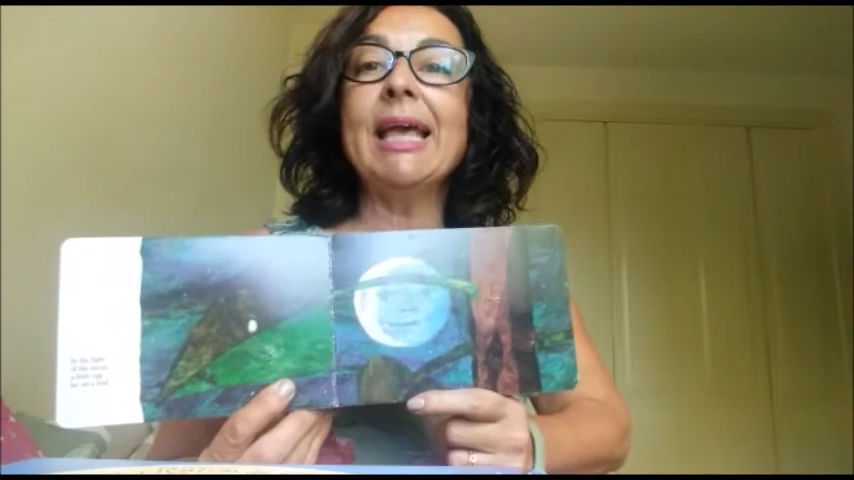 In the light
of the moon
a little egg
lay on a leaf